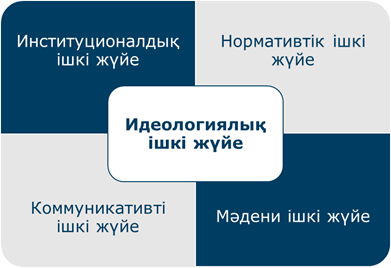 Институционалдық
ішкі жүйе
Нормативтік ішкі
жүйе
Идеологиялық
ішкі жүйе
Коммуникативті
ішкі жүйе
Мәдени ішкі жүйе